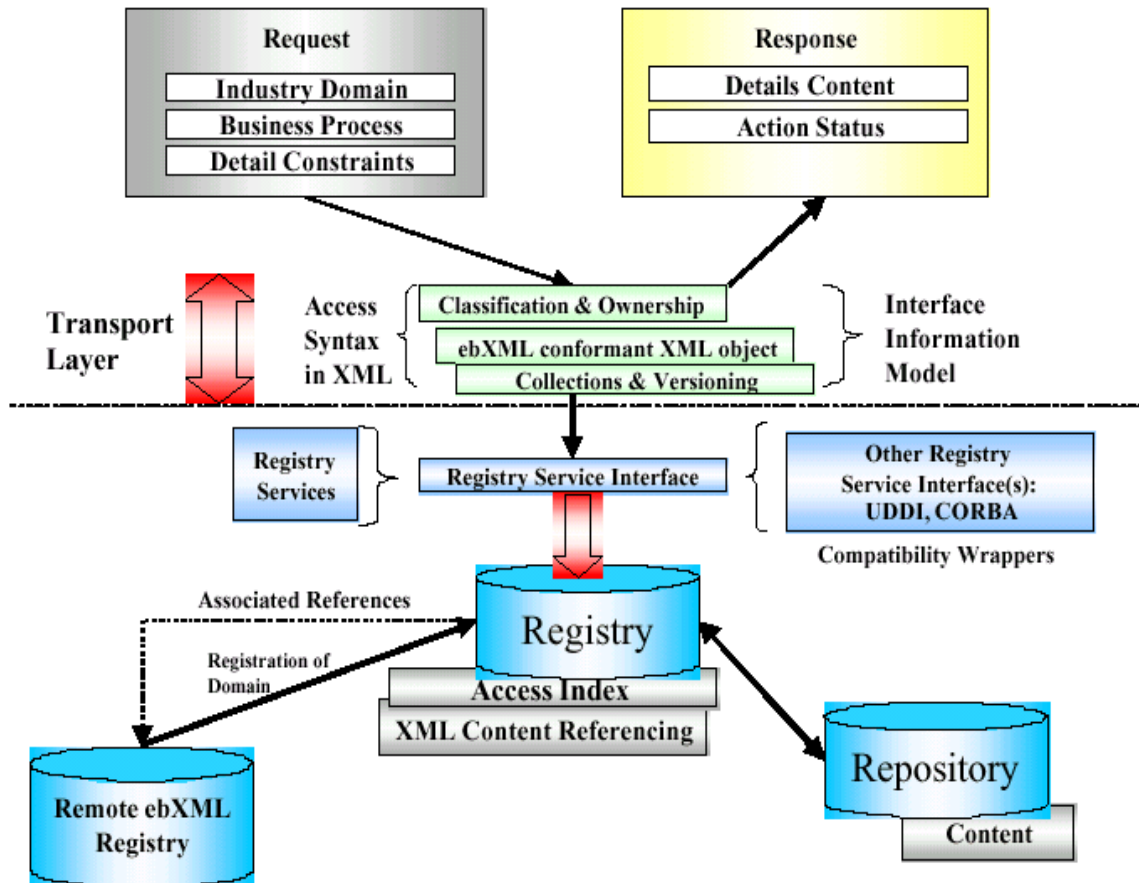 Request
Industry Domain
Business Process
Detail Constraints
Response
Details Content
Action Status
Transport
Layer
Access
Syntax
in XML
Classification & Ownership
ebXML conformant XML object
Collections & Versioning
Interface
Information
Model
Registry
Services
Registry Service Interface
Other Registry
Service Interface(s):
UDDI, CORBA
Compatibility Wrappers
Associated References
Registration of
Domain
Registry
Access Index
XML Content Referencing
Remote ebXML
Registry
Repository
Content